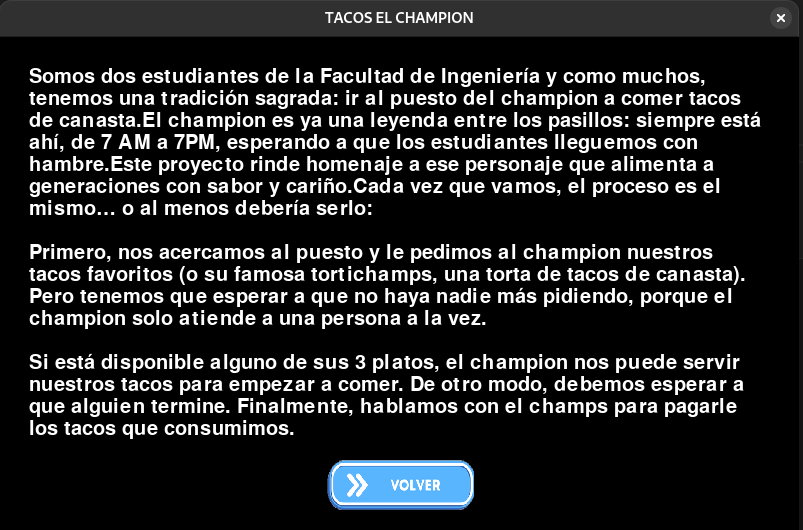 TACOS EL CHAMPION
Somos dos estudiantes de la Facultad de Ingeniería y como muchos,
tenemos una tradición sagrada: ir al puesto del champion a comer tacos
de canasta.El champion es ya una leyenda entre los pasillos: siempre está
ahí, de 7 AM a 7PM, esperando a que los estudiantes lleguemos con
hambre.Este proyecto rinde homenaje a ese personaje que alimenta a
generaciones con sabor y cariño.Cada vez que vamos, el proceso es el
mismo... o al menos debería serlo:
Primero, nos acercamos al puesto y le pedimos al champion nuestros
tacos favoritos (o su famosa tortichamps, una torta de tacos de canasta).
Pero tenemos que esperar a que no haya nadie más pidiendo, porque el
champion solo atiende a una persona a la vez.
Si está disponible alguno de sus 3 platos, el champion nos puede servir
nuestros tacos para empezar a comer. De otro modo, debemos esperar a
que alguien termine. Finalmente, hablamos con el champs para pagarle
los tacos que consumimos.
VOLVER